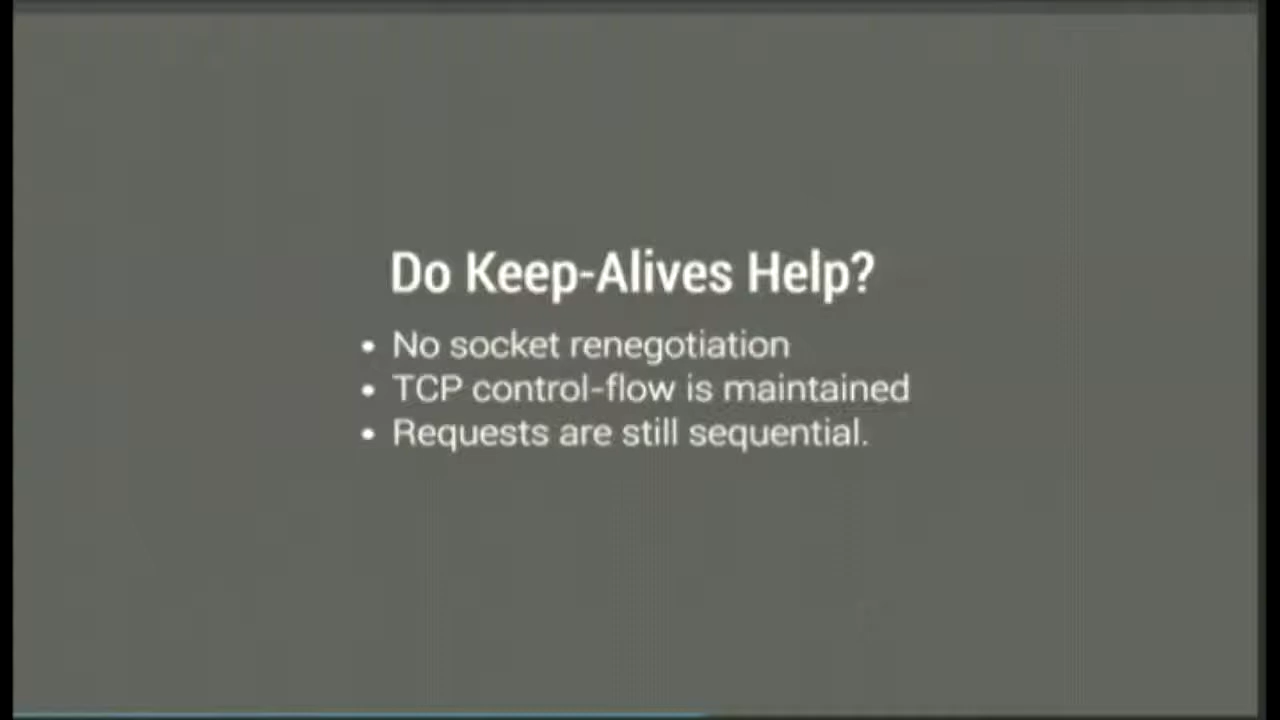 Do Keep-Alives Help?
• No socket renegotiation
• TCP control-flow is maintained
• Requests are still sequential.